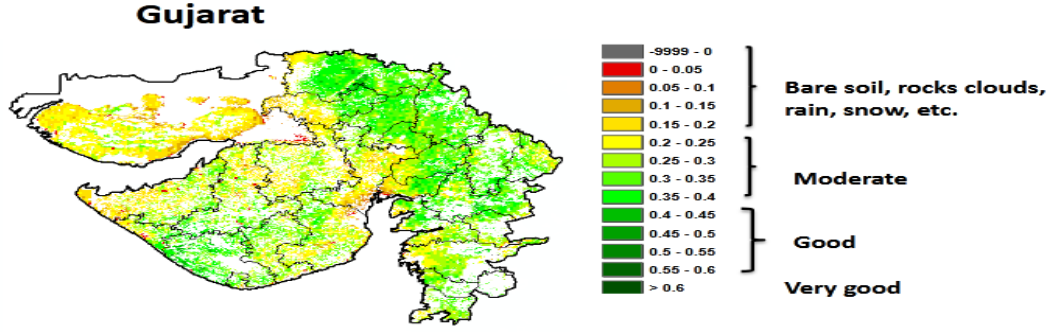 Gujarat
-9999 - 0
0 - 0.05
0.05 - 0.1
0.1 - 0.15
0.15 - 0.2
0.2 - 0.25
0.25 - 0.3
0.3 - 0.35
0.35 - 0.4
0.4 - 0.45
0.45 - 0.5
0.5 - 0.55
0.55 - 0.6
> 0.6
Bare soil, rocks clouds,
rain, snow, etc.
Moderate
Good
Very good